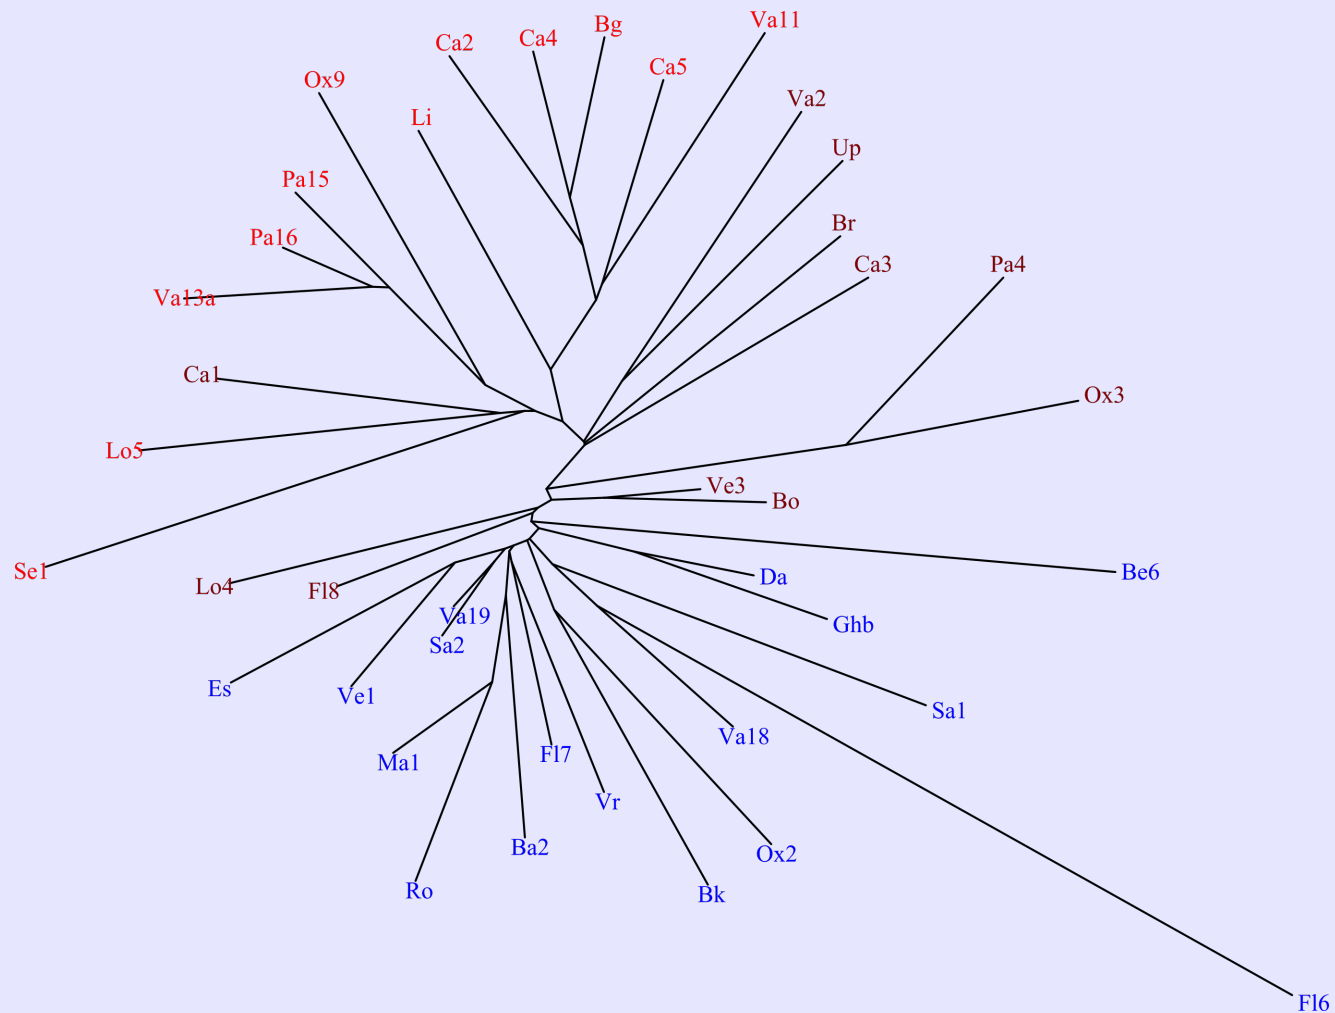 Va11
Bg
Ca4
Ca2
Ca5
Ox9
Va2
Li
Up
Pa15
Br
Pa16
Ca3
Pa4
Va13a
Ca1
Ox3
Lo5
Ve3
Bo
Se1
Be6
Da
Lo4
Fl8
Va19
Ghb
Sa2
Es
Ve1
Sa1
Va18
Fl7
Ma1
Vr
Ba2
Ox2
Ro
Bk
Fl6